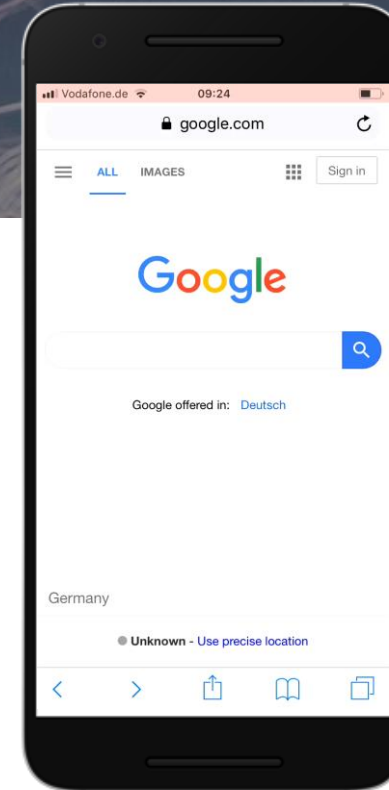 Vodafone.de 09:24
google.com
ALL IMAGES Sign in
Google
Google offered in: Deutsch
Germany
Unknown - Use precise location